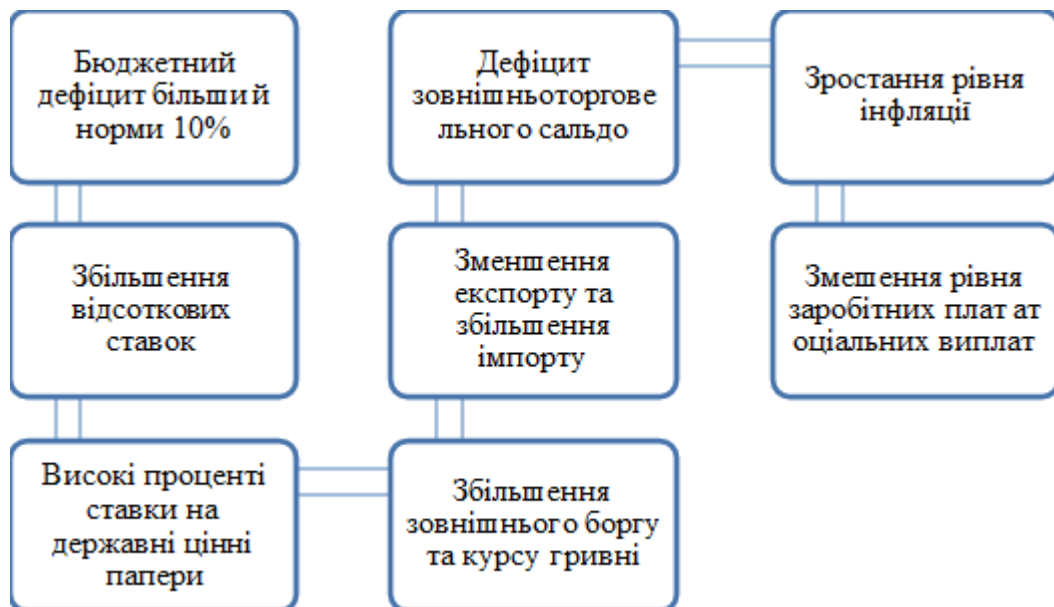 Бюджетний
дефіцит більший
норми 10%
Збільшення
відсоткових
ставок
Високі проценті
ставки на
державні цінні
папери
Збільшення
зовнішнього боргу
та курсу гривні
Зменшення
експорту та
збільшення
імпорту
Дефіцит
зовнішньоторгове
льного сальдо
Зростання рівня
інфляції
Змешення рівня
заробітних плат ат
оціальних виплат